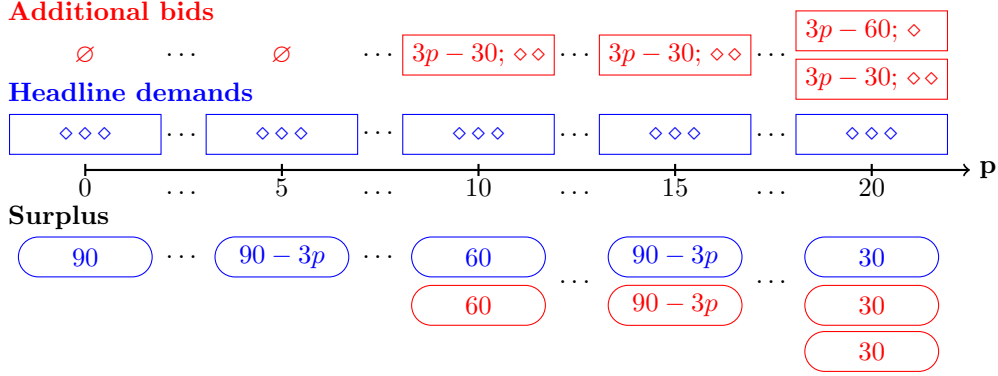 Additional bids
∅ ... ∅ ... 3p − 30; ⋄⋄ ... 3p − 30; ⋄⋄ ... 3p − 60; ⋄
3p − 30; ⋄⋄
Headline demands
⋄ ⋄ ⋄ ... ⋄ ⋄ ⋄ ... ⋄ ⋄ ⋄ ... ⋄ ⋄ ⋄ ... ⋄ ⋄ ⋄
p
0 ... 5 ... 10 ... 15 ... 20
Surplus
90 ... 90 − 3p ... 60 ... 90 − 3p ... 30
60 90 − 3p 30
30